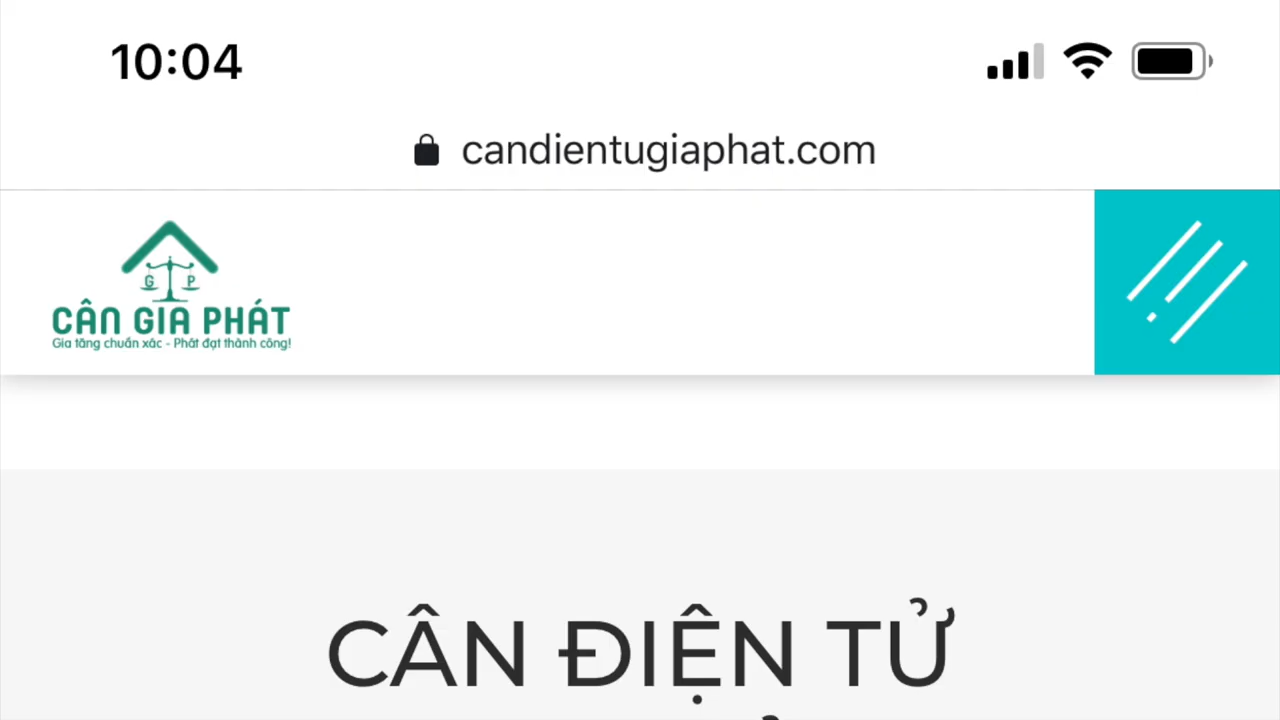 10:04
candientugiaphat.com
G P
CÂN GIA PHÁT
Gia tăng chuẩn xác - Phát đạt thành công!
CÂN ĐIỆN TỬ